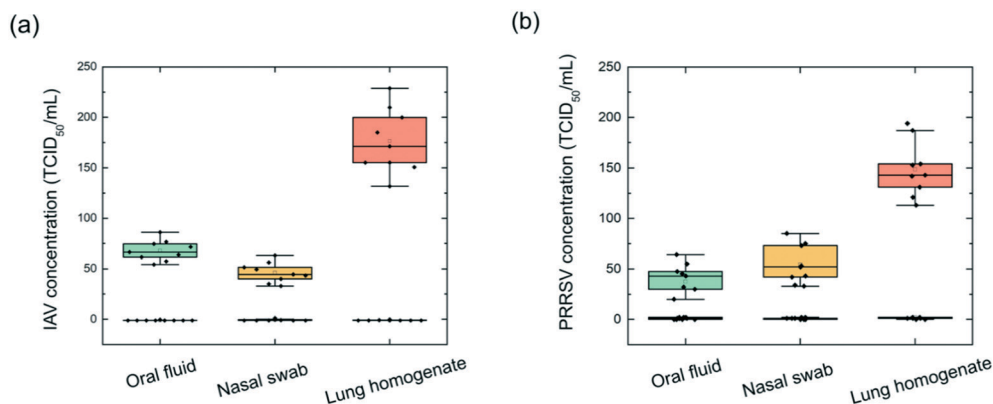 (a)
IAV concentration (TCID50/mL)
250
200
150
100
50
0
Oral fluid
Nasal swab
Lung homogenate
(b)
PRRSV concentration (TCID50/mL)
250
200
150
100
50
0
Oral fluid
Nasal swab
Lung homogenate